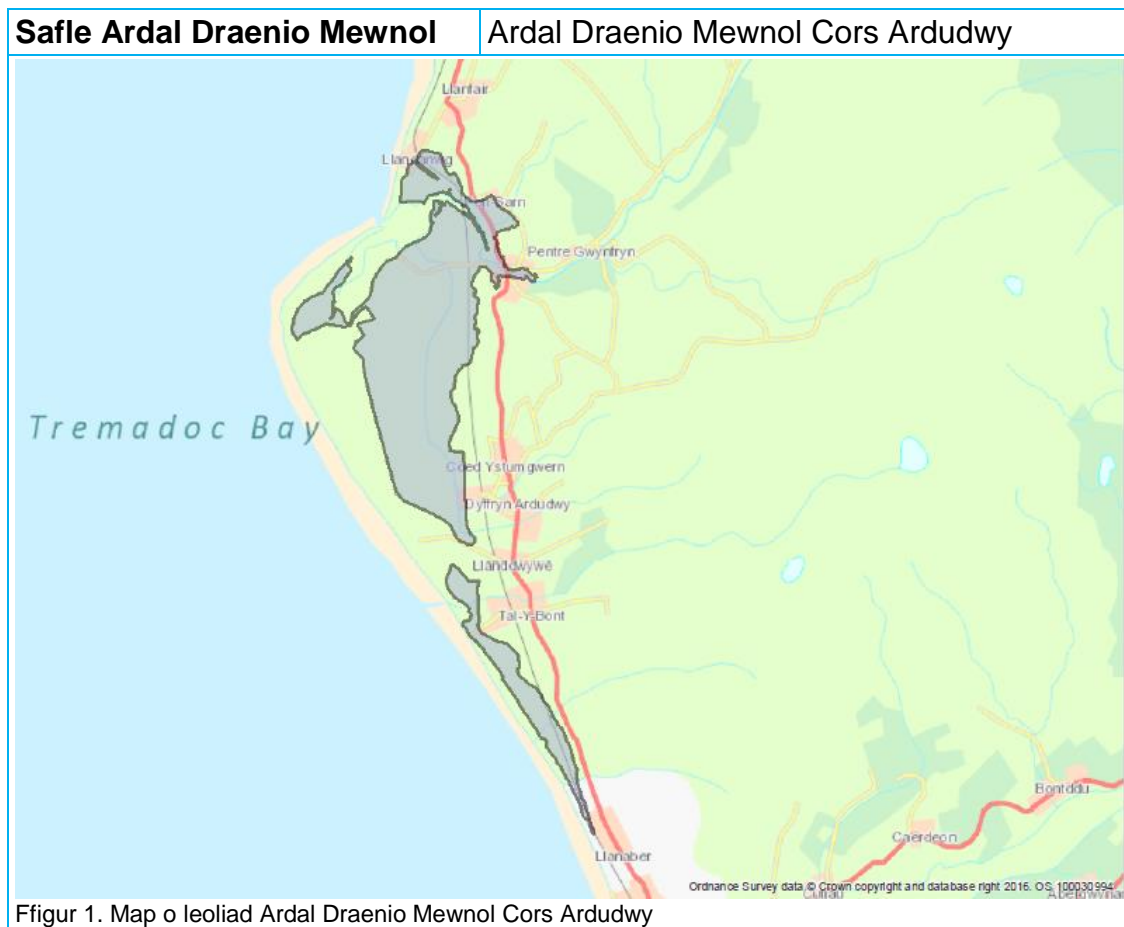 Safle Ardal Draenio Mewnol
Ardal Draenio Mewnol Cors Ardudwy
Llanfair
Pentre Gwynfryn
Tremadoc Bay
Coed Ystumgwern
Dyffryn Ardudwy
Llanddwywe
Tal-Y-Bont
Bontddu
Caerdeon
Llanaber
Ordnance Survey data © Crown copyright and database right 2016. OS 100030994
Ffigur 1. Map o leoliad Ardal Draenio Mewnol Cors Ardudwy